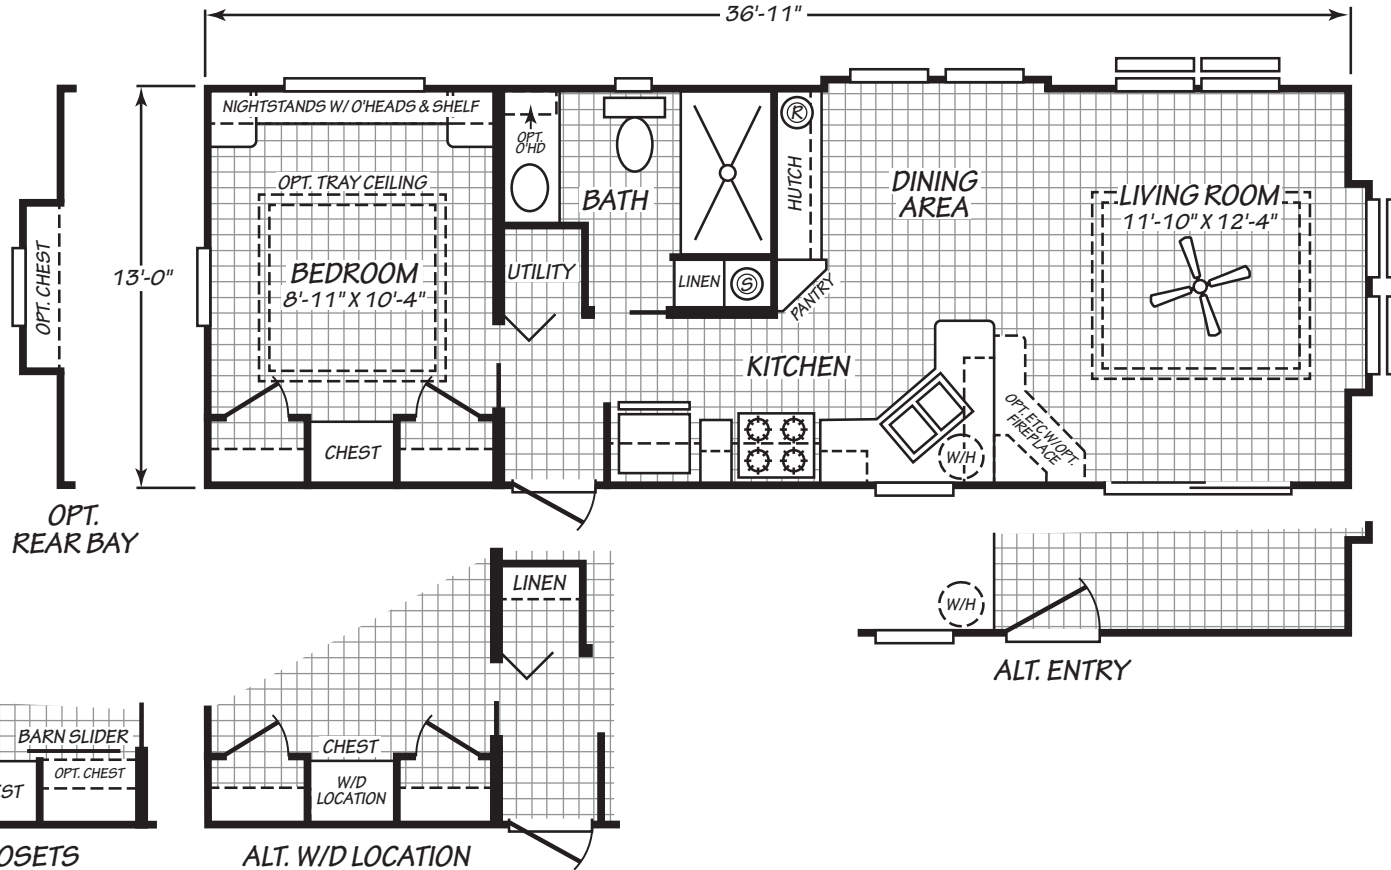 36'-11"
NIGHTSTANDS W/ O'HEADS & SHELF
OPT.
O'HD
R
HUTCH
OPT. TRAY CEILING
BATH
DINING
AREA
LIVING ROOM
11'-10" X 12'-4"
OPT. CHEST
13'-0"
BEDROOM
8'-11" X 10'-4"
UTILITY
LINEN
S
PANTRY
KITCHEN
OPT. ETC W/OPT.
FIREPLACE
CHEST
W/H
OPT.
REAR BAY
LINEN
W/H
ALT. ENTRY
BARN SLIDER
OPT. CHEST
EST
OSETS
CHEST
W/D
LOCATION
ALT. W/D LOCATION